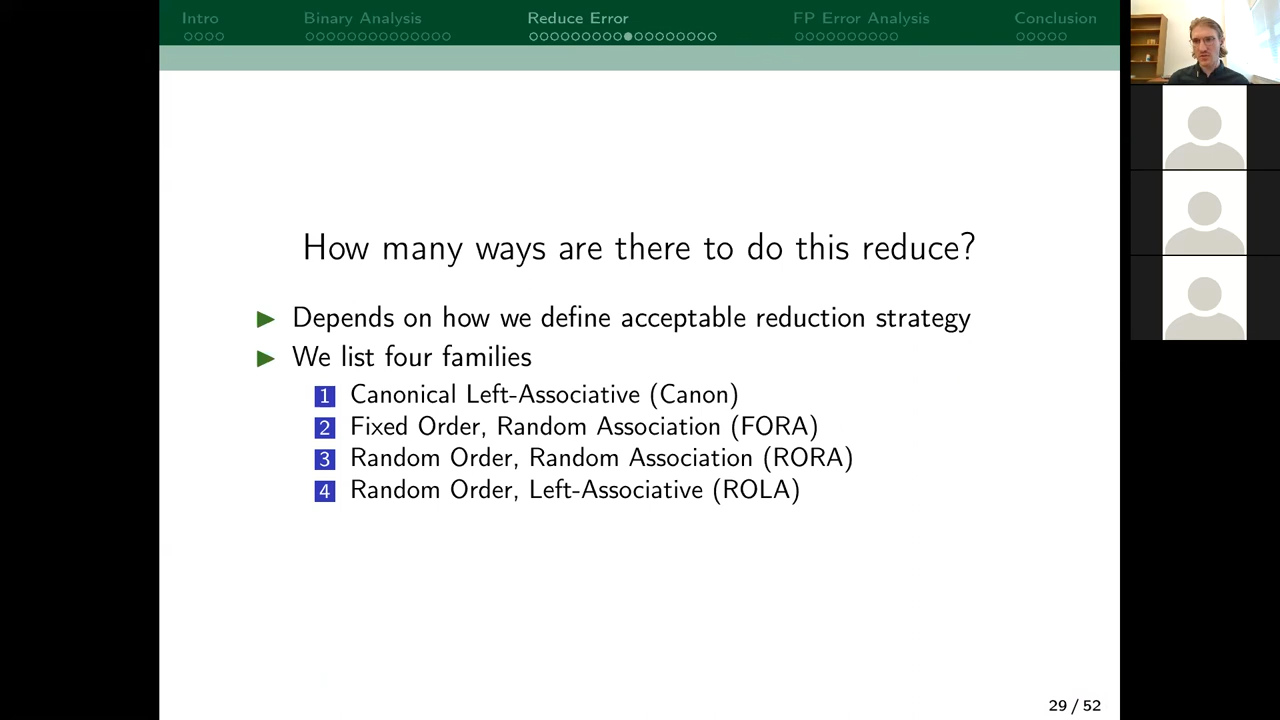 Intro Binary Analysis Reduce Error FP Error Analysis Conclusion
How many ways are there to do this reduce?
Depends on how we define acceptable reduction strategy
We list four families
1 Canonical Left-Associative (Canon)
2 Fixed Order, Random Association (FORA)
3 Random Order, Random Association (RORA)
4 Random Order, Left-Associative (ROLA)
29 / 52